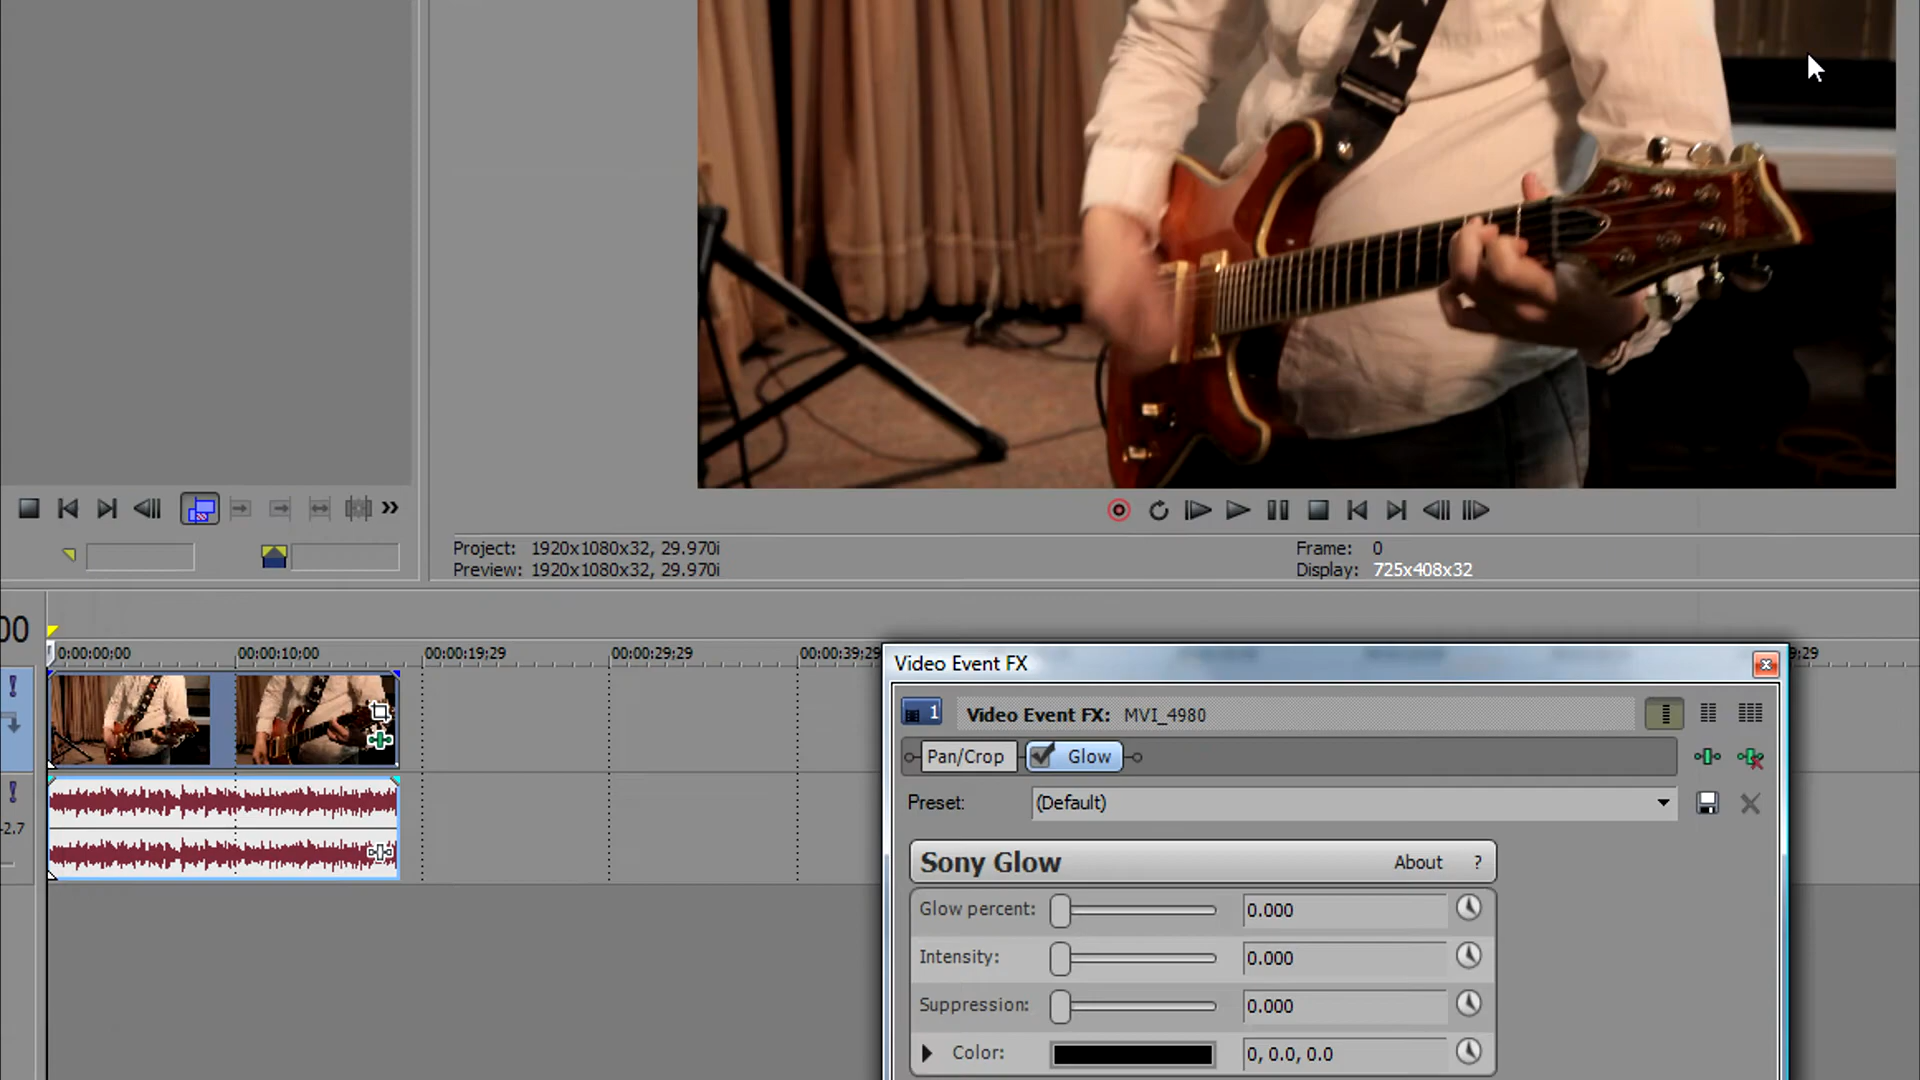 Project: 1920x1080x32, 29.970i
Preview: 1920x1080x32, 29.970i
Frame: 0
Display: 725x408x32
00
0:00:00;00 00:00:10;00 00:00:19;29 00:00:29;29 00:00:39;29 9;29
-2.7
Video Event FX
1 Video Event FX: MVI_4980
Pan/Crop Glow
Preset: (Default)
Sony Glow About ?
Glow percent: 0.000
Intensity: 0.000
Suppression: 0.000
Color: 0, 0.0, 0.0